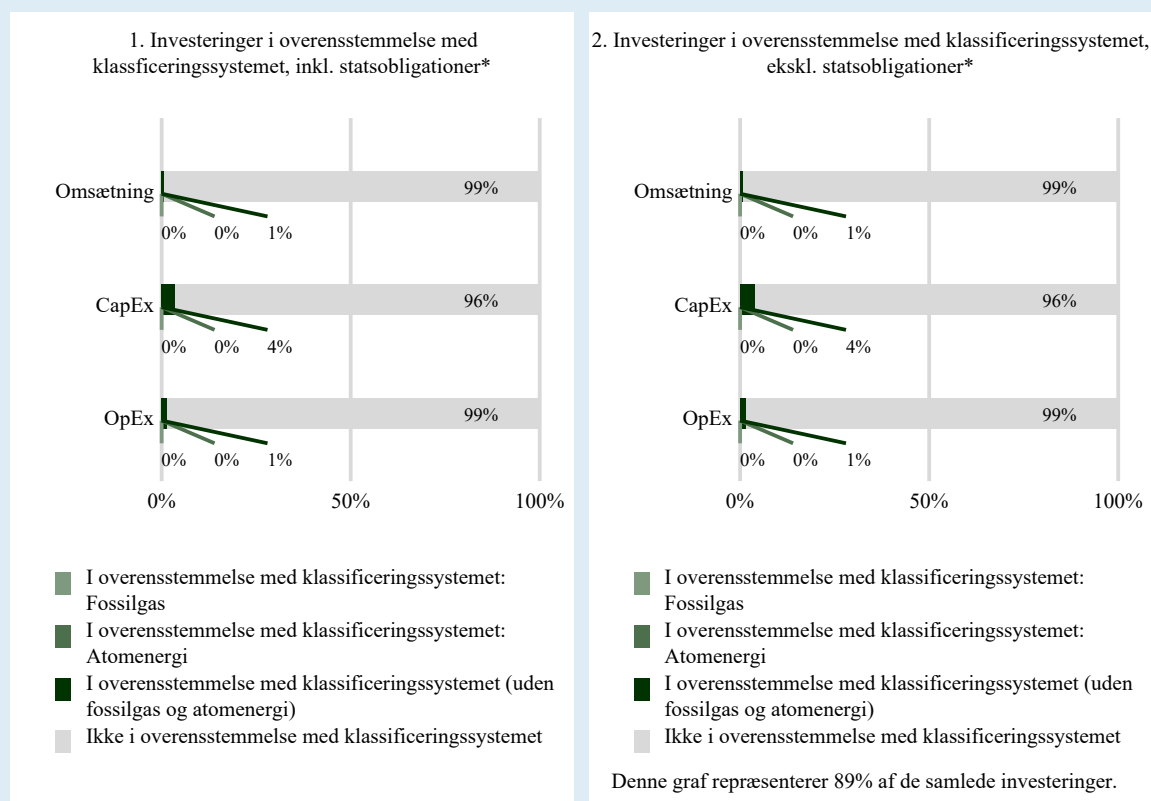 1. Investeringer i overensstemmelse med
klassficeringssystemet, inkl. statsobligationer*
Omsætning
99%
0% 0% 1%
CapEx
96%
0% 0% 4%
OpEx
99%
0% 0% 1%
0% 50% 100%
I overensstemmelse med klassificeringssystemet:
Fossilgas
I overensstemmelse med klassificeringssystemet:
Atomenergi
I overensstemmelse med klassificeringssystemet (uden
fossilgas og atomenergi)
Ikke i overensstemmelse med klassificeringssystemet
2. Investeringer i overensstemmelse med klassificeringssystemet,
ekskl. statsobligationer*
Omsætning
99%
0% 0% 1%
CapEx
96%
0% 0% 4%
OpEx
99%
0% 0% 1%
0% 50% 100%
I overensstemmelse med klassificeringssystemet:
Fossilgas
I overensstemmelse med klassificeringssystemet:
Atomenergi
I overensstemmelse med klassificeringssystemet (uden
fossilgas og atomenergi)
Ikke i overensstemmelse med klassificeringssystemet
Denne graf repræsenterer 89% af de samlede investeringer.